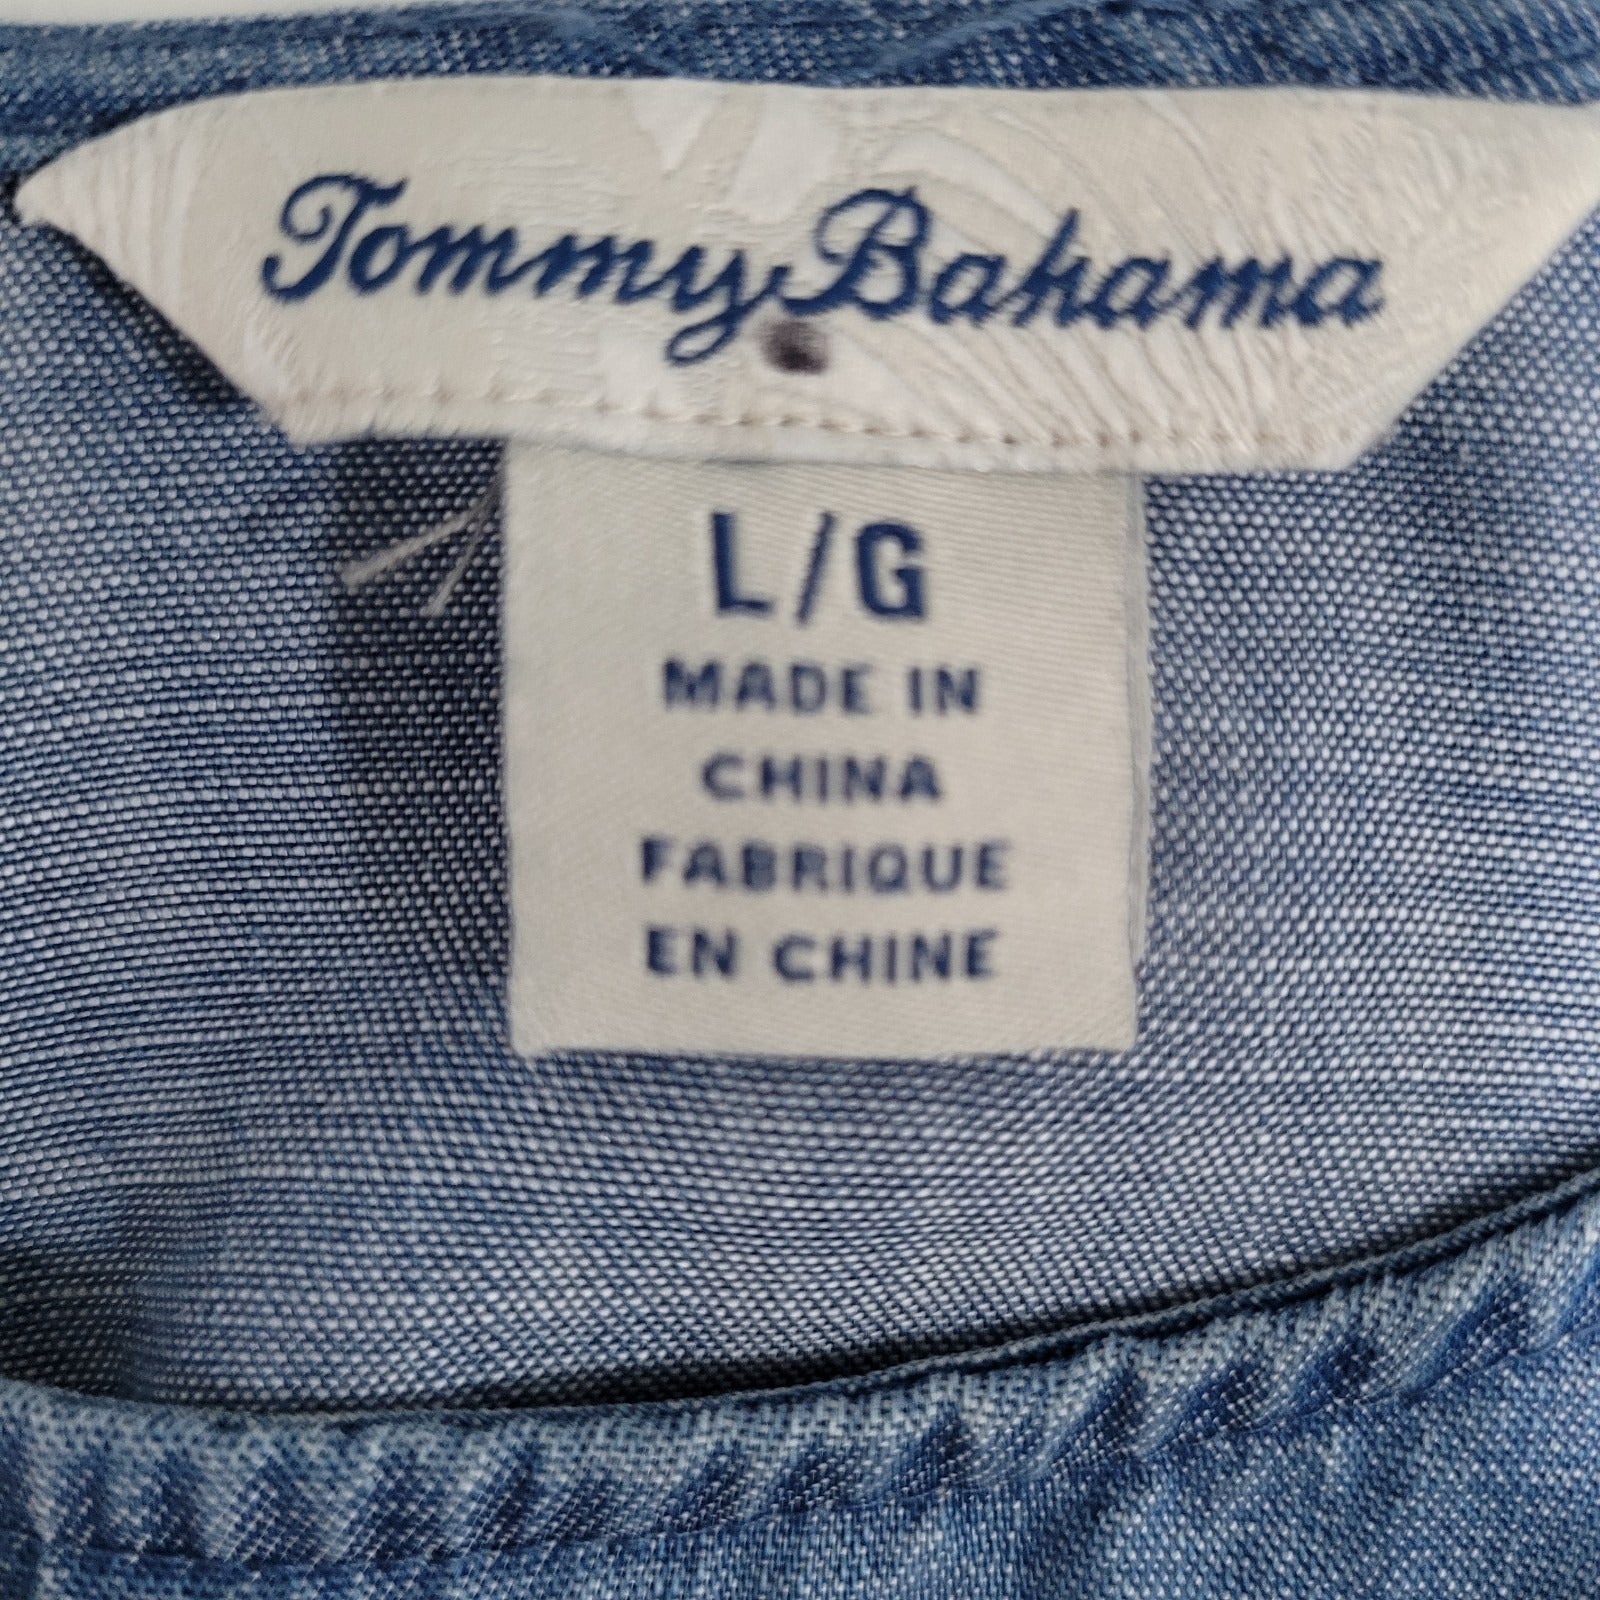 Tommy Bahama
L/G
MADE IN
CHINA
FABRIQUE
EN CHINE